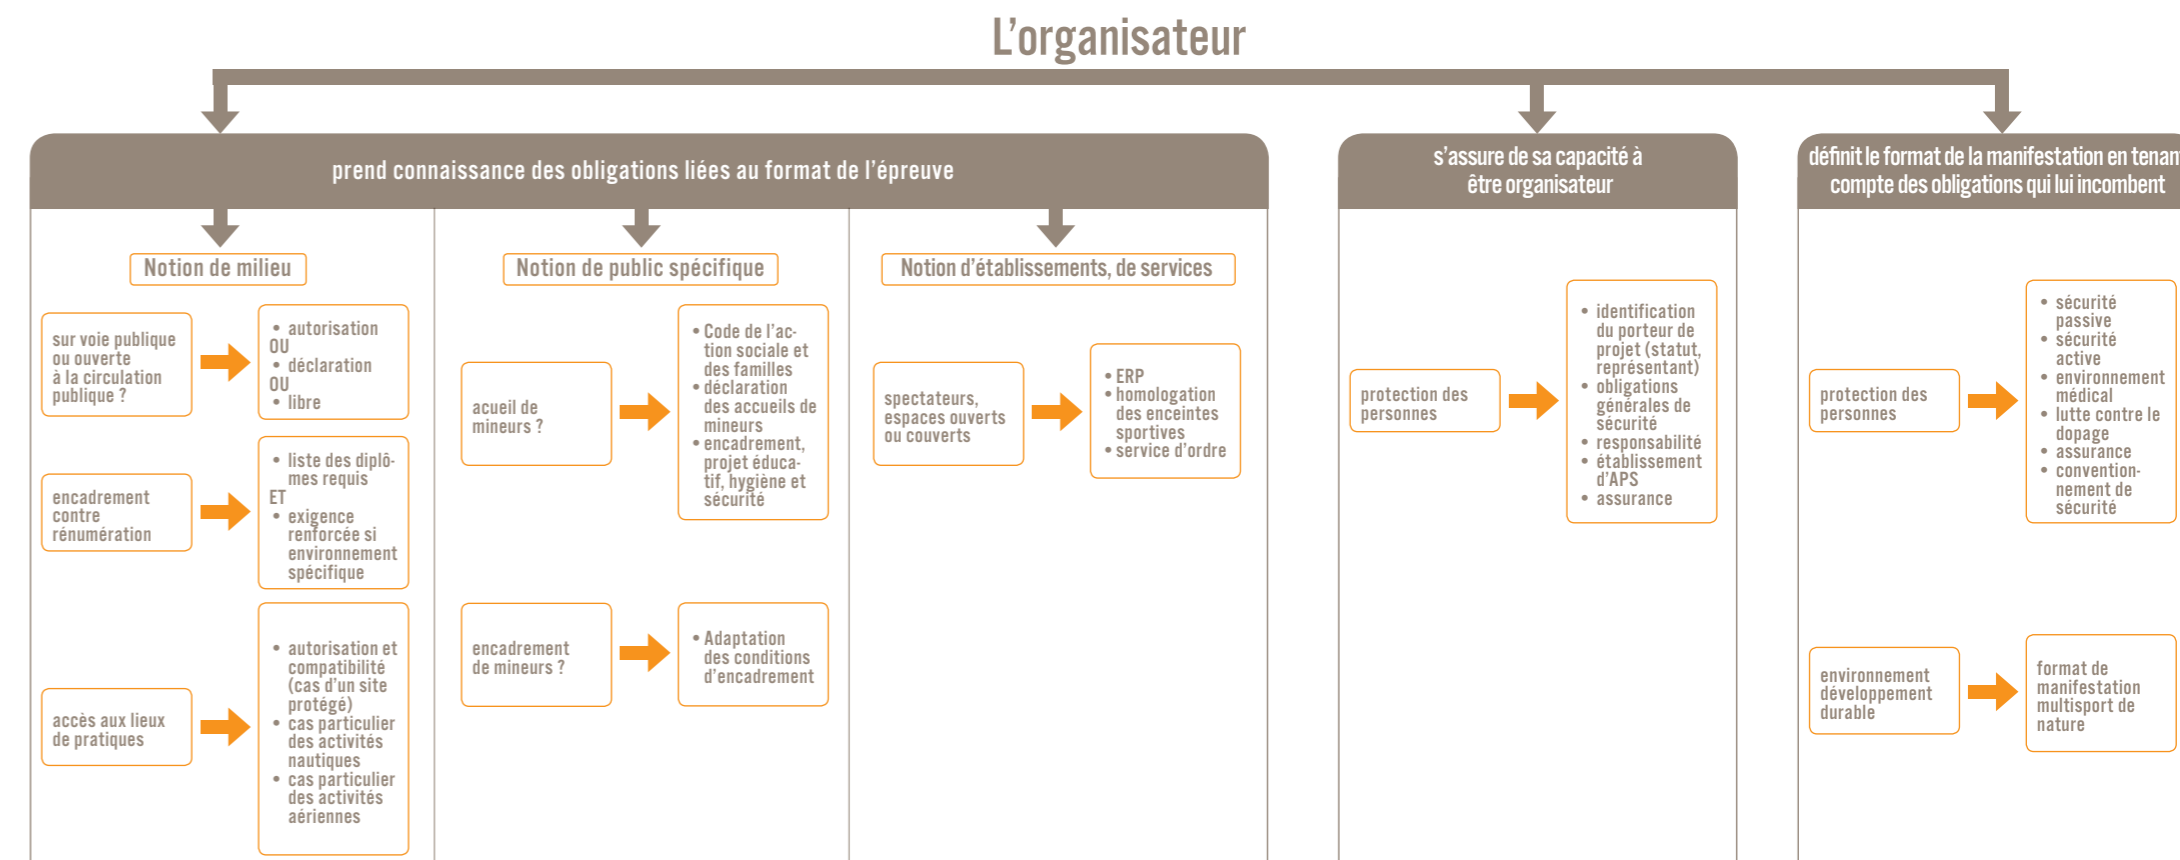 L'organisateur
prend connaissance des obligations liées au format de l'épreuve
Notion de milieu
sur voie publique
ou ouverte
à la circulation
publique ?
• autorisation
OU
• déclaration
OU
• libre
encadrement
contre
rénumération
• liste des diplô-
mes requis
ET
• exigence
renforcée si
environnement
spécifique
accès aux lieux
de pratiques
• autorisation et
compatibilité
(cas d'un site
protégé)
• cas particulier
des activités
nautiques
• cas particulier
des activités
aériennes
Notion de public spécifique
acueil de
mineurs ?
• Code de l'ac-
tion sociale et
des familles
• déclaration
des accueils de
mineurs
• encadrement,
projet éduca-
tif, hygiène et
sécurité
encadrement
de mineurs ?
• Adaptation
des conditions
d'encadrement
Notion d'établissements, de services
spectateurs,
espaces ouverts
ou couverts
• ERP
• homologation
des enceintes
sportives
• service d'ordre
s'assure de sa capacité à
être organisateur
protection des
personnes
• identification
du porteur de
projet (statut,
représentant)
• obligations
générales de
sécurité
• responsabilité
• établissement
d'APS
• assurance
définit le format de la manifestation en tenan
compte des obligations qui lui incombent
protection des
personnes
• sécurité
passive
• sécurité
active
• environnement
médical
• lutte contre le
dopage
• assurance
• convention-
nement de
sécurité
environnement
développement
durable
format de
manifestation
multisport de
nature